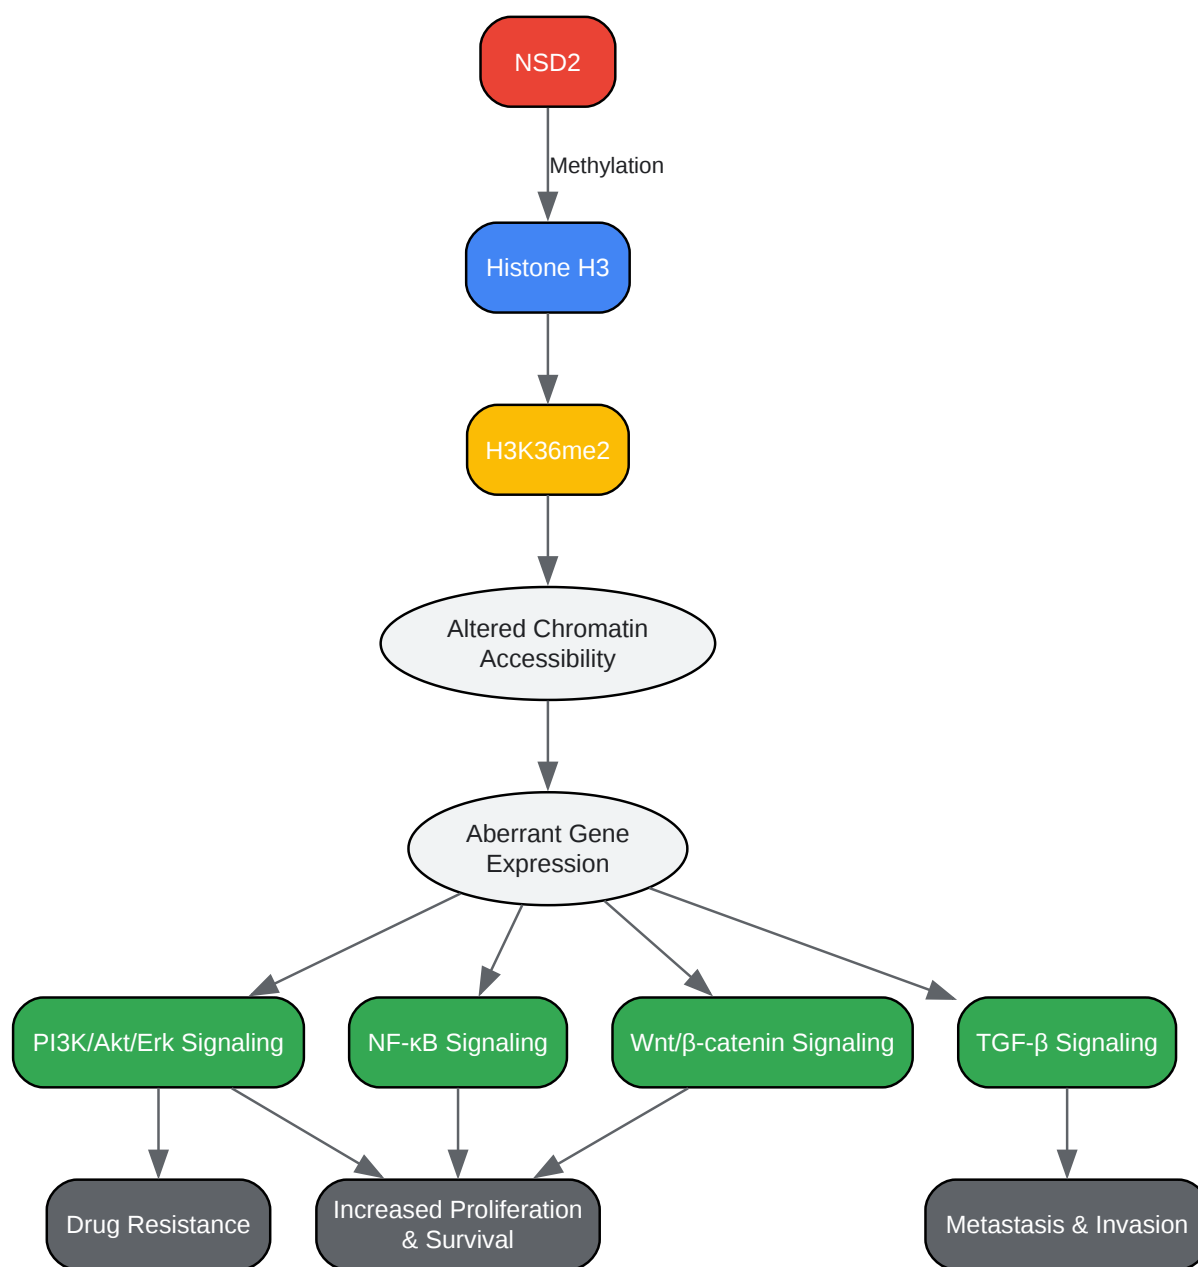 NSD2
Methylation
Histone H3
H3K36me2
Altered Chromatin
Accessibility
Aberrant Gene
Expression
PI3K/Akt/Erk Signaling
NF-κB Signaling
Wnt/β-catenin Signaling
TGF-β Signaling
Drug Resistance
Increased Proliferation
& Survival
Metastasis & Invasion